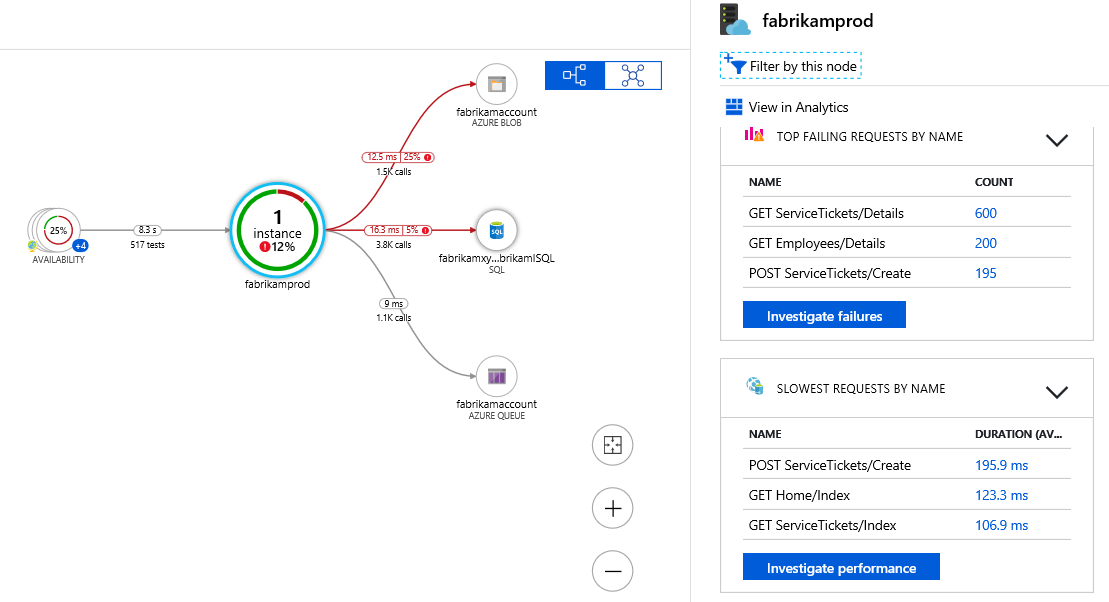 fabrikamprod
Filter by this node
View in Analytics
TOP FAILING REQUESTS BY NAME
NAME COUNT
GET ServiceTickets/Details 600
GET Employees/Details 200
POST ServiceTickets/Create 195
Investigate failures
SLOWEST REQUESTS BY NAME
NAME DURATION (AV...
POST ServiceTickets/Create 195.9 ms
GET Home/Index 123.3 ms
GET ServiceTickets/Index 106.9 ms
Investigate performance
25%
+4
AVAILABILITY
8.3 s
517 tests
1
instance
12%
fabrikamprod
12.5 ms | 25%
1.5K calls
fabrikamaccount
AZURE BLOB
16.3 ms | 5%
3.8K calls
SQL
fabrikamxy...brikamlSQL
SQL
9 ms
1.1K calls
fabrikamaccount
AZURE QUEUE